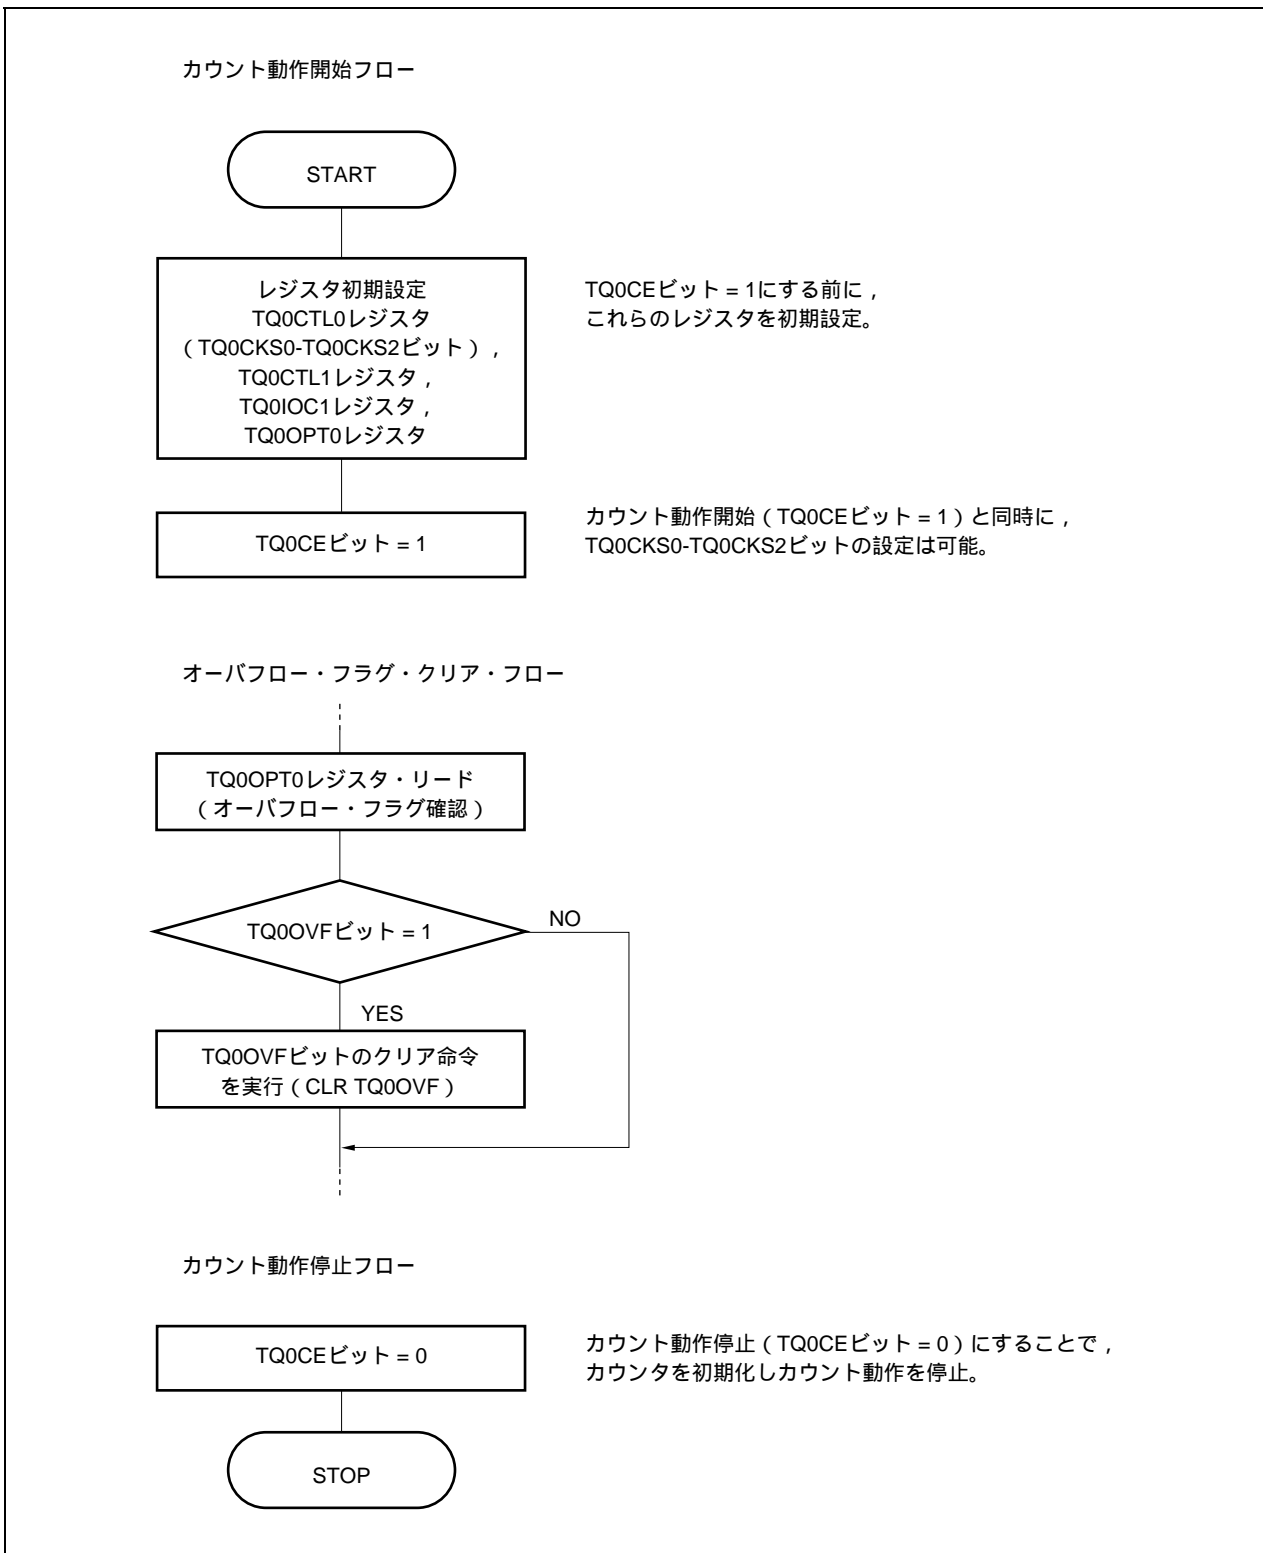 カウント動作開始フロー
START
レジスタ初期設定
TQ0CTL0レジスタ
（TQ0CKS0-TQ0CKS2ビット），
TQ0CTL1レジスタ，
TQ0IOC1レジスタ，
TQ0OPT0レジスタ
TQ0CEビット = 1にする前に，
これらのレジスタを初期設定。
TQ0CEビット = 1
カウント動作開始（TQ0CEビット = 1）と同時に，
TQ0CKS0-TQ0CKS2ビットの設定は可能。
オーバフロー・フラグ・クリア・フロー
TQ0OPT0レジスタ・リード
（オーバフロー・フラグ確認）
TQ0OVFビット = 1
NO
YES
TQ0OVFビットのクリア命令
を実行（CLR TQ0OVF）
カウント動作停止フロー
TQ0CEビット = 0
カウント動作停止（TQ0CEビット = 0）にすることで，
カウンタを初期化しカウント動作を停止。
STOP